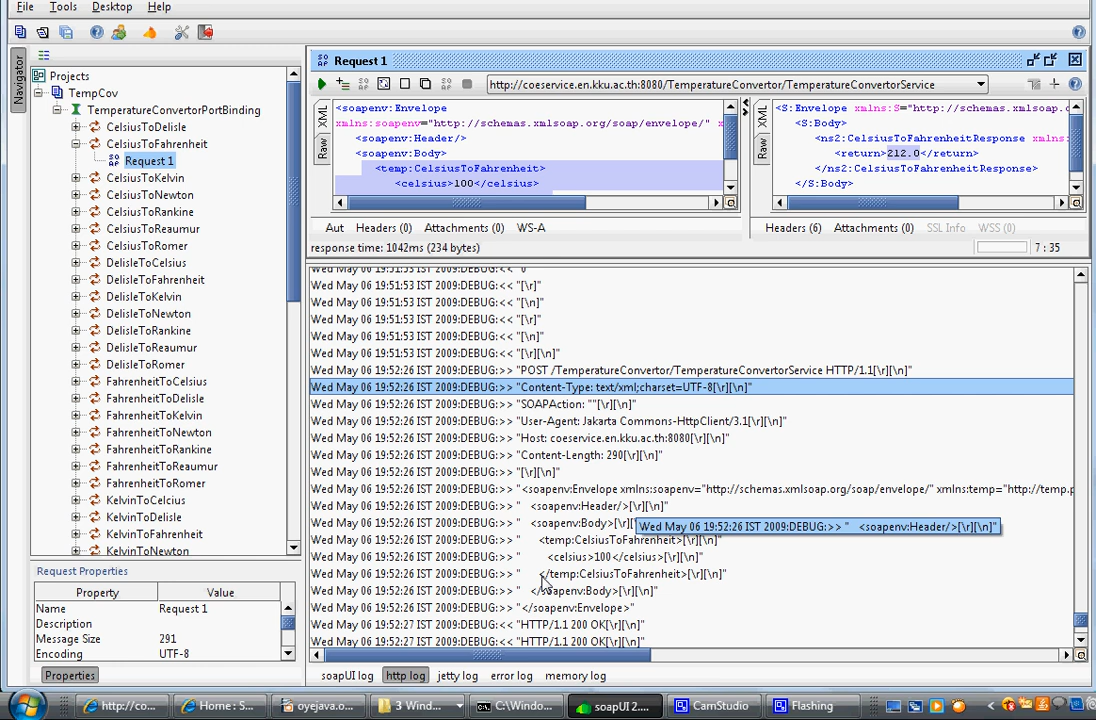 File Tools Desktop Help
Navigator
Projects
TempCov
TemperatureConvertorPortBinding
CelsiusToDelisle
CelsiusToFahrenheit
Request 1
CelsiusToKelvin
CelsiusToNewton
CelsiusToRankine
CelsiusToReaumur
CelsiusToRomer
DelisleToCelsius
DelisleToFahrenheit
DelisleToKelvin
DelisleToNewton
DelisleToRankine
DelisleToReaumur
DelisleToRomer
FahrenheitToCelsius
FahrenheitToDelisle
FahrenheitToKelvin
FahrenheitToNewton
FahrenheitToRankine
FahrenheitToReaumur
FahrenheitToRomer
KelvinToCelcius
KelvinToDelisle
KelvinToFahrenheit
KelvinToNewton
Request Properties
Property Value
Name Request 1
Description
Message Size 291
Encoding UTF-8
Properties
Request 1
http://coeservice.en.kku.ac.th:8080/TemperatureConvertor/TemperatureConvertorService
XML
Raw
<soapenv:Envelope
xmlns:soapenv="http://schemas.xmlsoap.org/soap/envelope/" x
<soapenv:Header/>
<soapenv:Body>
<temp:CelsiusToFahrenheit>
<celsius>100</celsius>
Aut Headers (0) Attachments (0) WS-A
XML
Raw
<S:Envelope xmlns:S="http://schemas.xmlsoap.o
<S:Body>
<ns2:CelsiusToFahrenheitResponse xmlns:
<return>212.0</return>
</ns2:CelsiusToFahrenheitResponse>
</S:Body>
Headers (6) Attachments (0) SSL Info WSS (0)
response time: 1042ms (234 bytes)
7 : 35
Wed May 06 19:51:53 IST 2009:DEBUG:<< "0"
Wed May 06 19:51:53 IST 2009:DEBUG:<< "[\r]"
Wed May 06 19:51:53 IST 2009:DEBUG:<< "[\n]"
Wed May 06 19:51:53 IST 2009:DEBUG:<< "[\r]"
Wed May 06 19:51:53 IST 2009:DEBUG:<< "[\n]"
Wed May 06 19:51:53 IST 2009:DEBUG:<< "[\r][\n]"
Wed May 06 19:52:26 IST 2009:DEBUG:>> "POST /TemperatureConvertor/TemperatureConvertorService HTTP/1.1[\r][\n]"
Wed May 06 19:52:26 IST 2009:DEBUG:>> "Content-Type: text/xml;charset=UTF-8[\r][\n]"
Wed May 06 19:52:26 IST 2009:DEBUG:>> "SOAPAction: ""[\r][\n]"
Wed May 06 19:52:26 IST 2009:DEBUG:>> "User-Agent: Jakarta Commons-HttpClient/3.1[\r][\n]"
Wed May 06 19:52:26 IST 2009:DEBUG:>> "Host: coeservice.en.kku.ac.th:8080[\r][\n]"
Wed May 06 19:52:26 IST 2009:DEBUG:>> "Content-Length: 290[\r][\n]"
Wed May 06 19:52:26 IST 2009:DEBUG:>> "[\r][\n]"
Wed May 06 19:52:26 IST 2009:DEBUG:>> "<soapenv:Envelope xmlns:soapenv="http://schemas.xmlsoap.org/soap/envelope/" xmlns:temp="http://temp.p
Wed May 06 19:52:26 IST 2009:DEBUG:>> " <soapenv:Header/>[\r][\n]"
Wed May 06 19:52:26 IST 2009:DEBUG:>> " <soapenv:Body>[\r][\n
Wed May 06 19:52:26 IST 2009:DEBUG:>> " <soapenv:Header/>[\r][\n]"
Wed May 06 19:52:26 IST 2009:DEBUG:>> " <temp:CelsiusToFahrenheit>[\r][\n]"
Wed May 06 19:52:26 IST 2009:DEBUG:>> " <celsius>100</celsius>[\r][\n]"
Wed May 06 19:52:26 IST 2009:DEBUG:>> " </temp:CelsiusToFahrenheit>[\r][\n]"
Wed May 06 19:52:26 IST 2009:DEBUG:>> " </soapenv:Body>[\r][\n]"
Wed May 06 19:52:26 IST 2009:DEBUG:>> "</soapenv:Envelope>"
Wed May 06 19:52:27 IST 2009:DEBUG:<< "HTTP/1.1 200 OK[\r][\n]"
Wed May 06 19:52:27 IST 2009:DEBUG:<< "HTTP/1.1 200 OK[\r][\n]"
soapUI log http log jetty log error log memory log
http://co... Home : S... oyejava.o... 3 Wind... C:\Windo... soapUI 2.... CamStudio Flashing